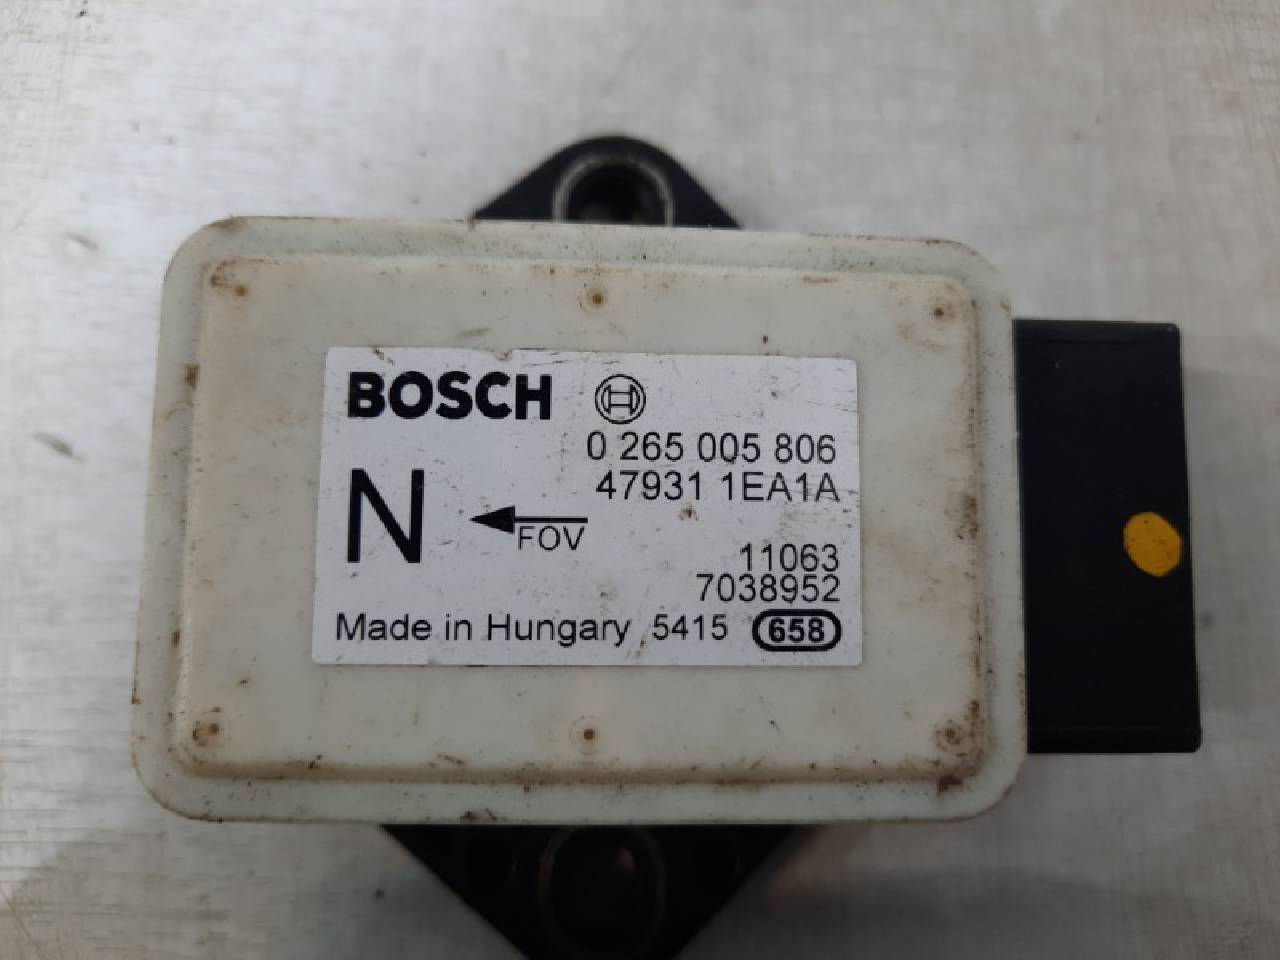 BOSCH
0 265 005 806
47931 1EA1A
N
FOV
11063
7038952
Made in Hungary 5415 658